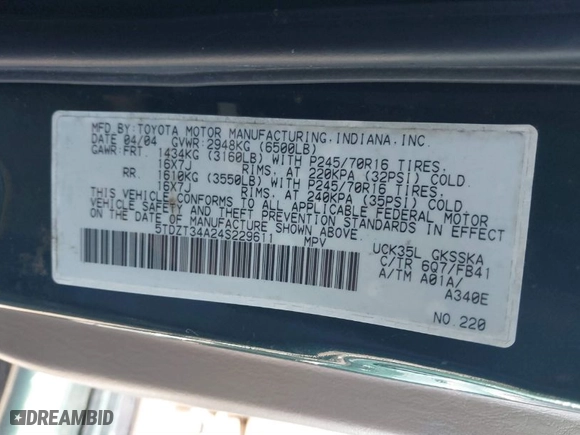 MFD.BY:TOYOTA MOTOR MANUFACTURING,INDIANA,INC.
DATE 04/04 GVWR:2948KG (6500LB)
GAWR: FRT. 1434KG (3160LB) WITH P245/70R16 TIRES,
16X7J RIMS, AT 220KPA (32PSI) COLD.
RR. 1610KG (3550LB) WITH P245/70R16 TIRES,
16X7J RIMS, AT 240KPA (35PSI) COLD.
THIS VEHICLE CONFORMS TO ALL APPLICABLE FEDERAL MOTOR
VEHICLE SAFETY, BUMPER, AND THEFT PREVENTION STANDARDS IN EFFECT
ON THE DATE OF MANUFACTURE SHOWN ABOVE.
5TDZT34A24S2296T1 MPV
UCK35L GKSSKA
C/TR 6Q7/FB41
A/TM A01A/
A340E
NO.220
DREAMBID